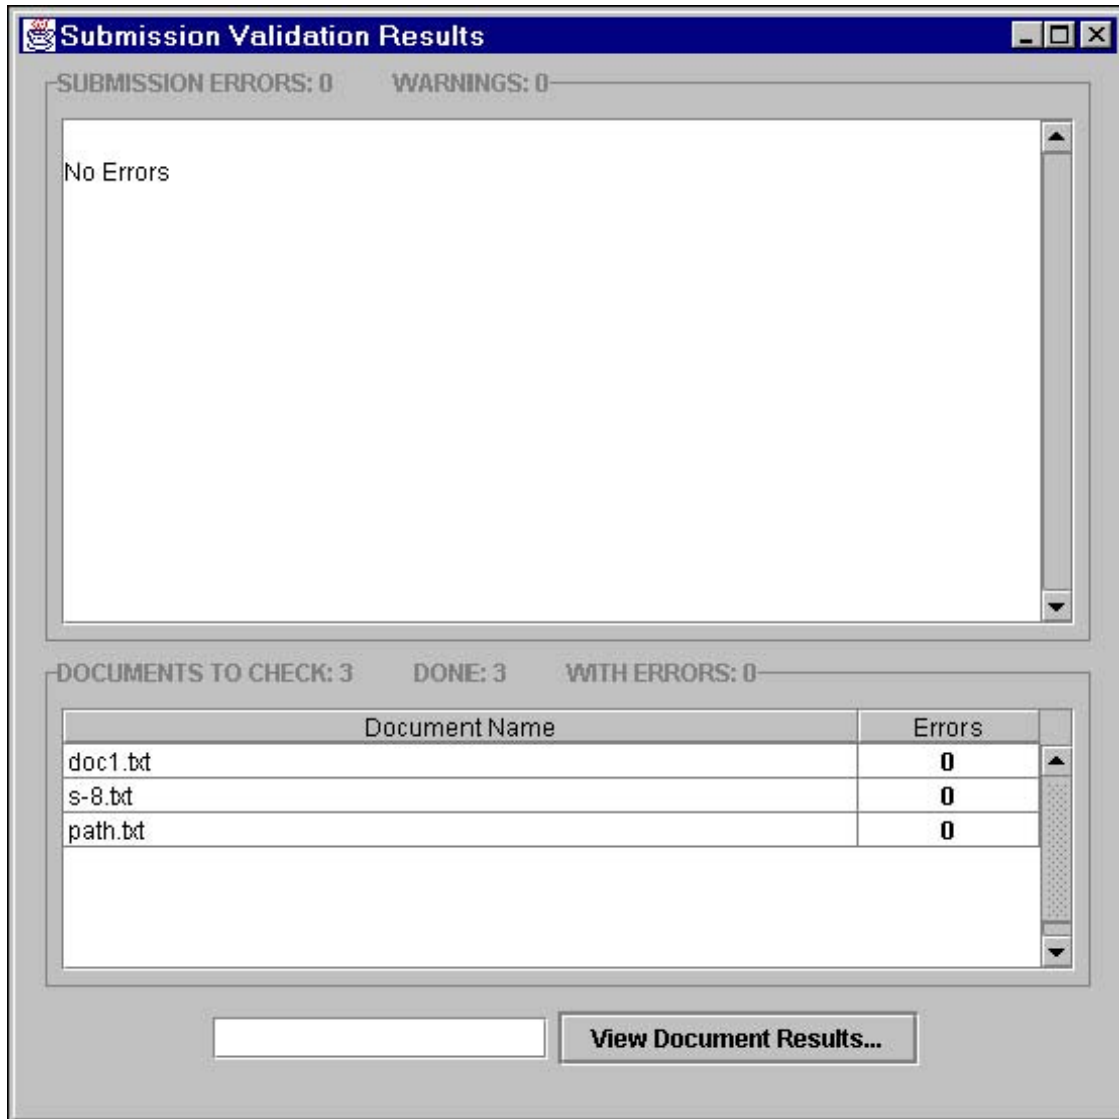 Submission Validation Results
SUBMISSION ERRORS: 0 WARNINGS: 0
No Errors
DOCUMENTS TO CHECK: 3 DONE: 3 WITH ERRORS: 0
Document Name Errors
doc1.txt 0
s-8.txt 0
path.txt 0
View Document Results...